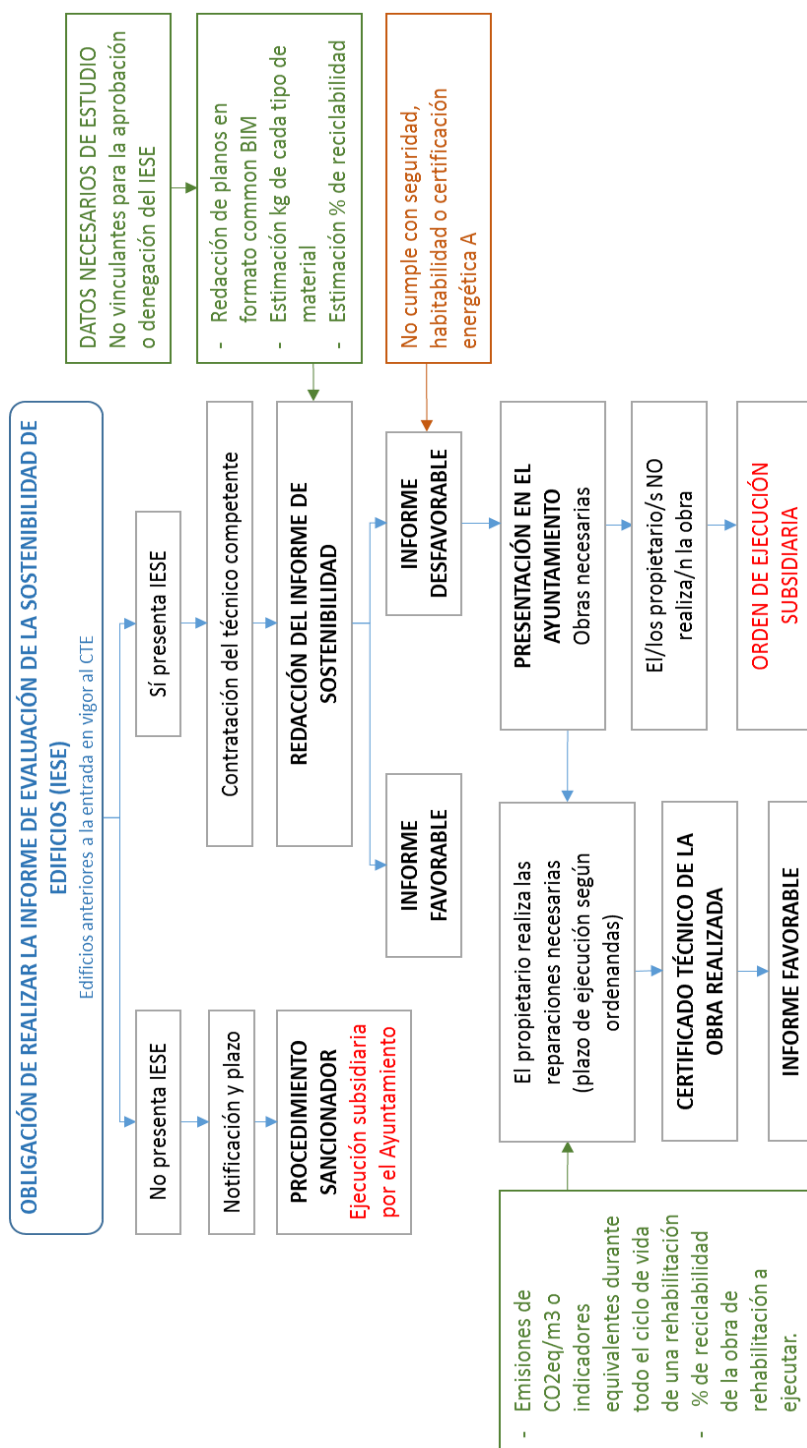 OBLIGACIÓN DE REALIZAR LA INFORME DE EVALUACIÓN DE LA SOSTENIBILIDAD DE
EDIFICIOS (IESE)
Edificios anteriores a la entrada en vigor al CTE
No presenta IESE
Notificación y plazo
PROCEDIMIENTO
SANCIONADOR
Ejecución subsidiaria
por el Ayuntamiento
Sí presenta IESE
Contratación del técnico competente
REDACCIÓN DEL INFORME DE
SOSTENIBILIDAD
DATOS NECESARIOS DE ESTUDIO
No vinculantes para la aprobación
o denegación del IESE
- Redacción de planos en
formato common BIM
- Estimación kg de cada tipo de
material
- Estimación % de reciclabilidad
INFORME
FAVORABLE
INFORME
DESFAVORABLE
No cumple con seguridad,
habitabilidad o certificación
energética A
PRESENTACIÓN EN EL
AYUNTAMIENTO
Obras necesarias
El/los propietario/s NO
realiza/n la obra
ORDEN DE EJECUCIÓN
SUBSIDIARIA
El propietario realiza las
reparaciones necesarias
(plazo de ejecución según
ordenandas)
CERTIFICADO TÉCNICO DE LA
OBRA REALIZADA
INFORME FAVORABLE
- Emisiones de
CO2eq/m3 o
indicadores
equivalentes durante
todo el ciclo de vida
de una rehabilitación
- % de reciclabilidad
de la obra de
rehabilitación a
ejecutar.